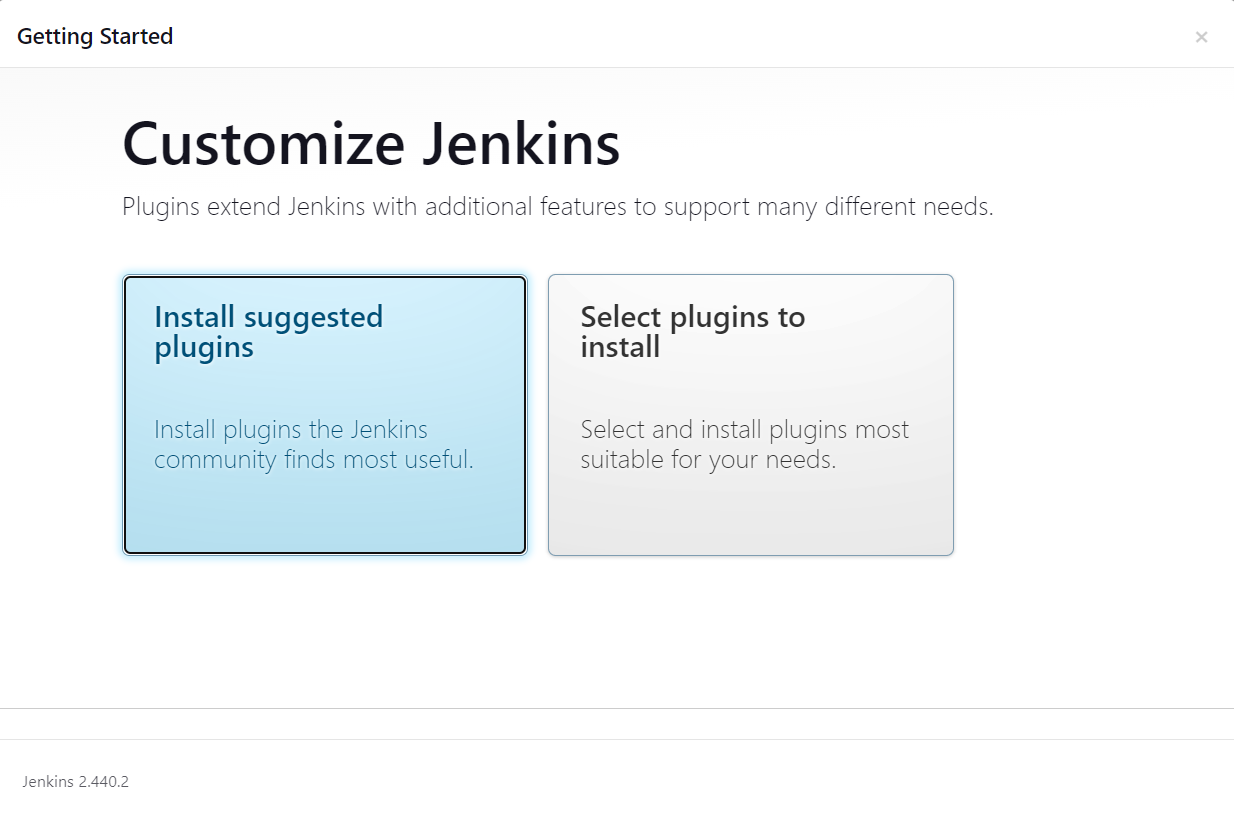 Getting Started
×
Customize Jenkins
Plugins extend Jenkins with additional features to support many different needs.
Install suggested
plugins
Install plugins the Jenkins
community finds most useful.
Select plugins to
install
Select and install plugins most
suitable for your needs.
Jenkins 2.440.2